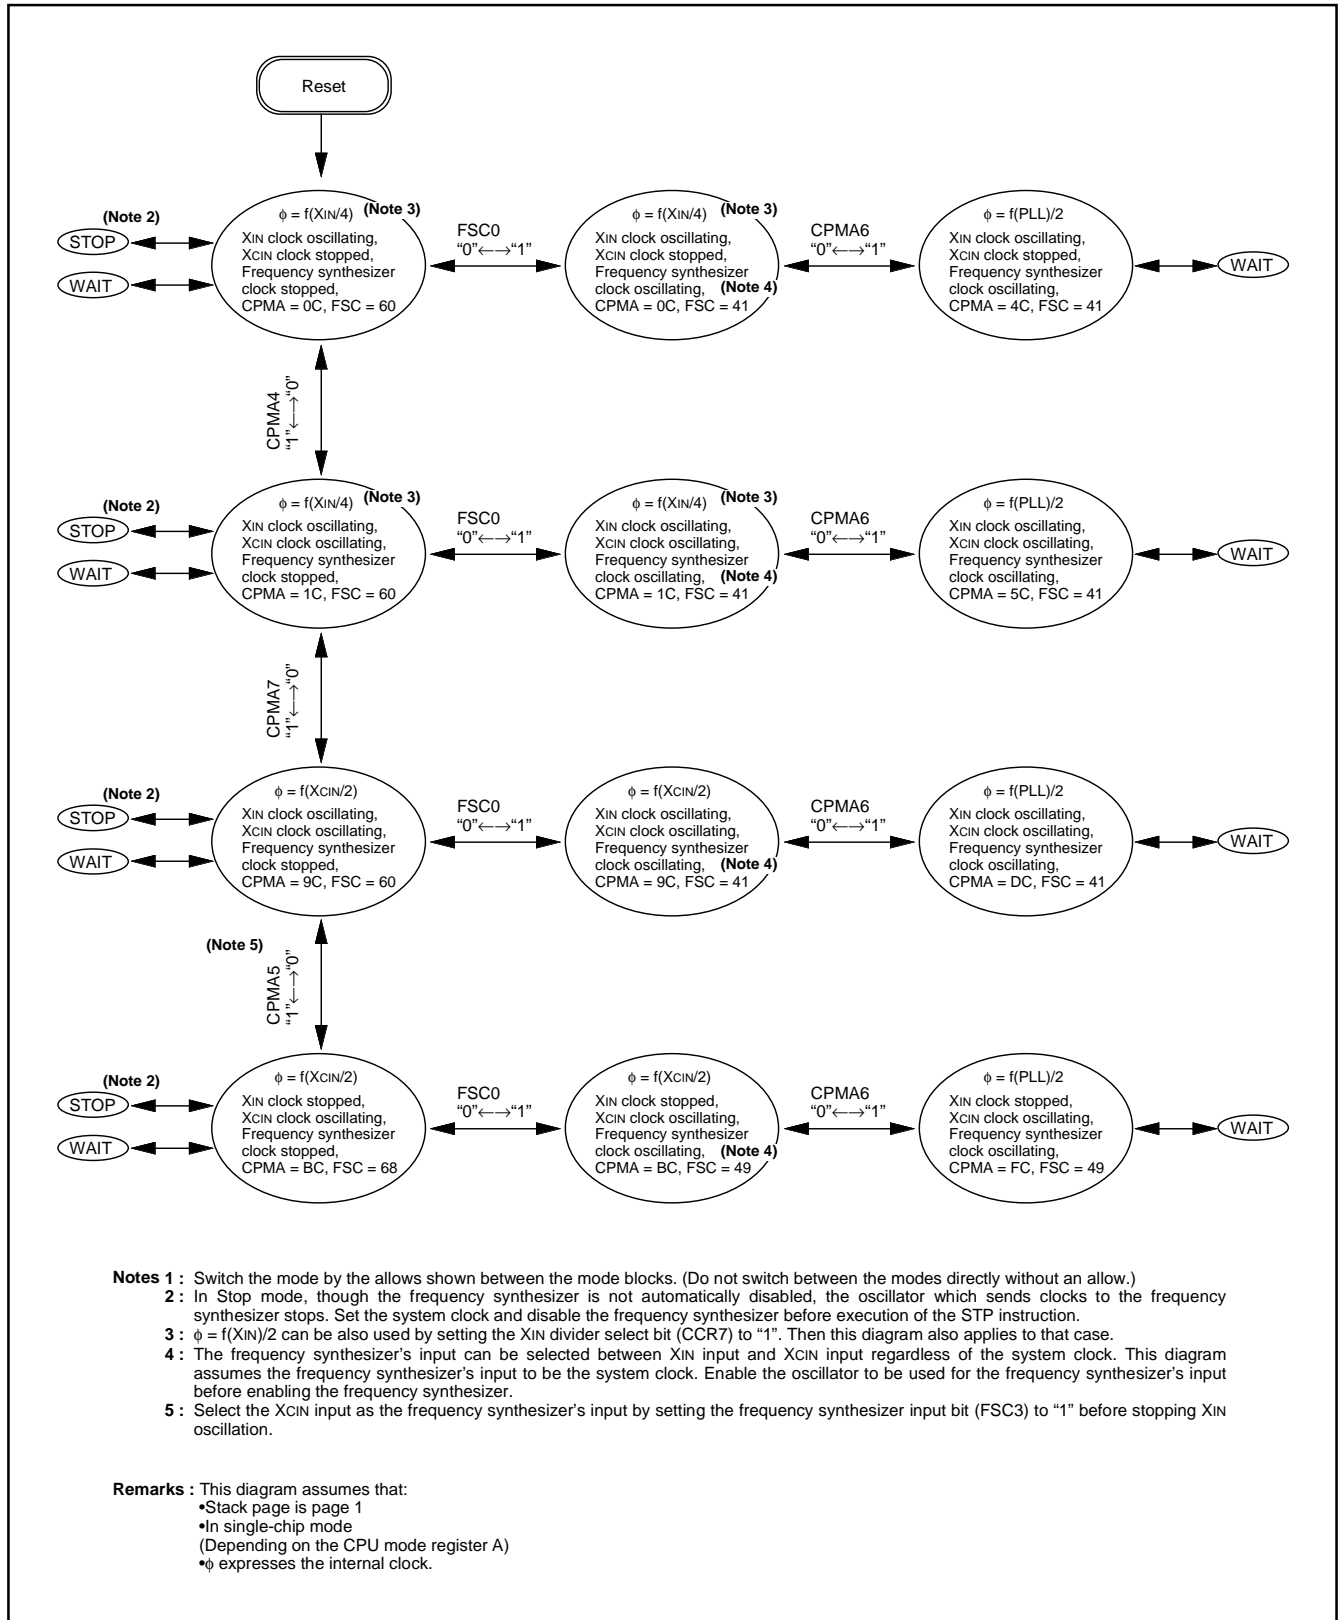 Reset
(Note 2)
STOP
WAIT
ϕ = f(XIN/4) (Note 3)
XIN clock oscillating,
XCIN clock stopped,
Frequency synthesizer
clock stopped,
CPMA = 0C, FSC = 60
FSC0
“0”←→“1”
ϕ = f(XIN/4) (Note 3)
XIN clock oscillating,
XCIN clock stopped,
Frequency synthesizer
clock oscillating, (Note 4)
CPMA = 0C, FSC = 41
CPMA6
“0”←→“1”
ϕ = f(PLL)/2
XIN clock oscillating,
XCIN clock stopped,
Frequency synthesizer
clock oscillating,
CPMA = 4C, FSC = 41
WAIT
CPMA4
“1”←→“0”
(Note 2)
STOP
WAIT
ϕ = f(XIN/4) (Note 3)
XIN clock oscillating,
XCIN clock oscillating,
Frequency synthesizer
clock stopped,
CPMA = 1C, FSC = 60
FSC0
“0”←→“1”
ϕ = f(XIN/4) (Note 3)
XIN clock oscillating,
XCIN clock oscillating,
Frequency synthesizer
clock oscillating, (Note 4)
CPMA = 1C, FSC = 41
CPMA6
“0”←→“1”
ϕ = f(PLL)/2
XIN clock oscillating,
XCIN clock oscillating,
Frequency synthesizer
clock oscillating,
CPMA = 5C, FSC = 41
WAIT
CPMA7
“1”←→“0”
(Note 2)
STOP
WAIT
ϕ = f(XCIN/2)
XIN clock oscillating,
XCIN clock oscillating,
Frequency synthesizer
clock stopped,
CPMA = 9C, FSC = 60
FSC0
“0”←→“1”
ϕ = f(XCIN/2)
XIN clock oscillating,
XCIN clock oscillating,
Frequency synthesizer
clock oscillating, (Note 4)
CPMA = 9C, FSC = 41
CPMA6
“0”←→“1”
ϕ = f(PLL)/2
XIN clock oscillating,
XCIN clock oscillating,
Frequency synthesizer
clock oscillating,
CPMA = DC, FSC = 41
WAIT
(Note 5)
CPMA5
“1”←→“0”
(Note 2)
STOP
WAIT
ϕ = f(XCIN/2)
XIN clock stopped,
XCIN clock oscillating,
Frequency synthesizer
clock stopped,
CPMA = BC, FSC = 68
FSC0
“0”←→“1”
ϕ = f(XCIN/2)
XIN clock stopped,
XCIN clock oscillating,
Frequency synthesizer
clock oscillating, (Note 4)
CPMA = BC, FSC = 49
CPMA6
“0”←→“1”
ϕ = f(PLL)/2
XIN clock stopped,
XCIN clock oscillating,
Frequency synthesizer
clock oscillating,
CPMA = FC, FSC = 49
WAIT
Notes 1 : Switch the mode by the allows shown between the mode blocks. (Do not switch between the modes directly without an allow.)
2 : In Stop mode, though the frequency synthesizer is not automatically disabled, the oscillator which sends clocks to the frequency
synthesizer stops. Set the system clock and disable the frequency synthesizer before execution of the STP instruction.
3 : ϕ = f(XIN)/2 can be also used by setting the XIN divider select bit (CCR7) to “1”. Then this diagram also applies to that case.
4 : The frequency synthesizer’s input can be selected between XIN input and XCIN input regardless of the system clock. This diagram
assumes the frequency synthesizer’s input to be the system clock. Enable the oscillator to be used for the frequency synthesizer’s input
before enabling the frequency synthesizer.
5 : Select the XCIN input as the frequency synthesizer’s input by setting the frequency synthesizer input bit (FSC3) to “1” before stopping XIN
oscillation.
Remarks : This diagram assumes that:
•Stack page is page 1
•In single-chip mode
(Depending on the CPU mode register A)
•ϕ expresses the internal clock.